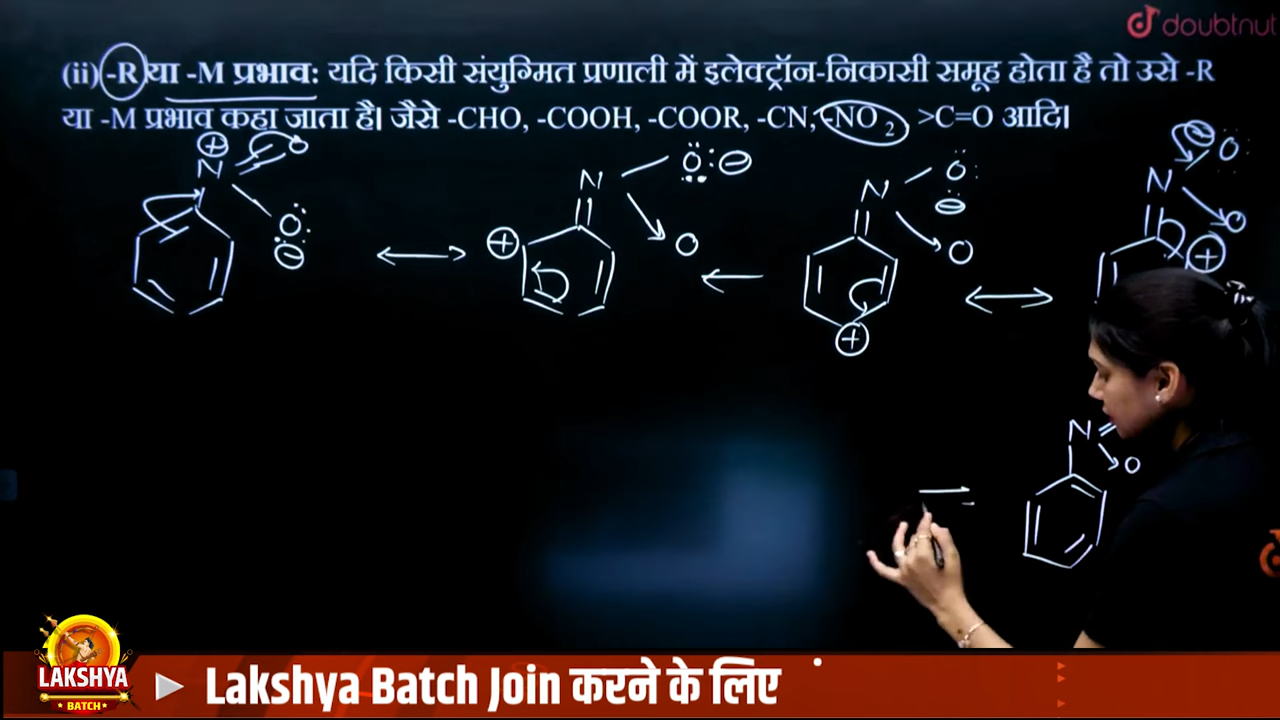 doubtnut
(ii) -R या -M प्रभाव: यदि किसी संयुग्मित प्रणाली में इलेक्ट्रॉन-निकासी समूह होता है तो उसे -R
या -M प्रभाव कहा जाता है। जैसे -CHO, -COOH, -COOR, -CN, -NO2 >C=O आदि।
⊕ N O O ⊖
N O ⊖ ⊕ O
N O ⊖ O ⊕
N O O ⊕
N O
LAKSHYA
BATCH
Lakshya Batch Join करने के लिए